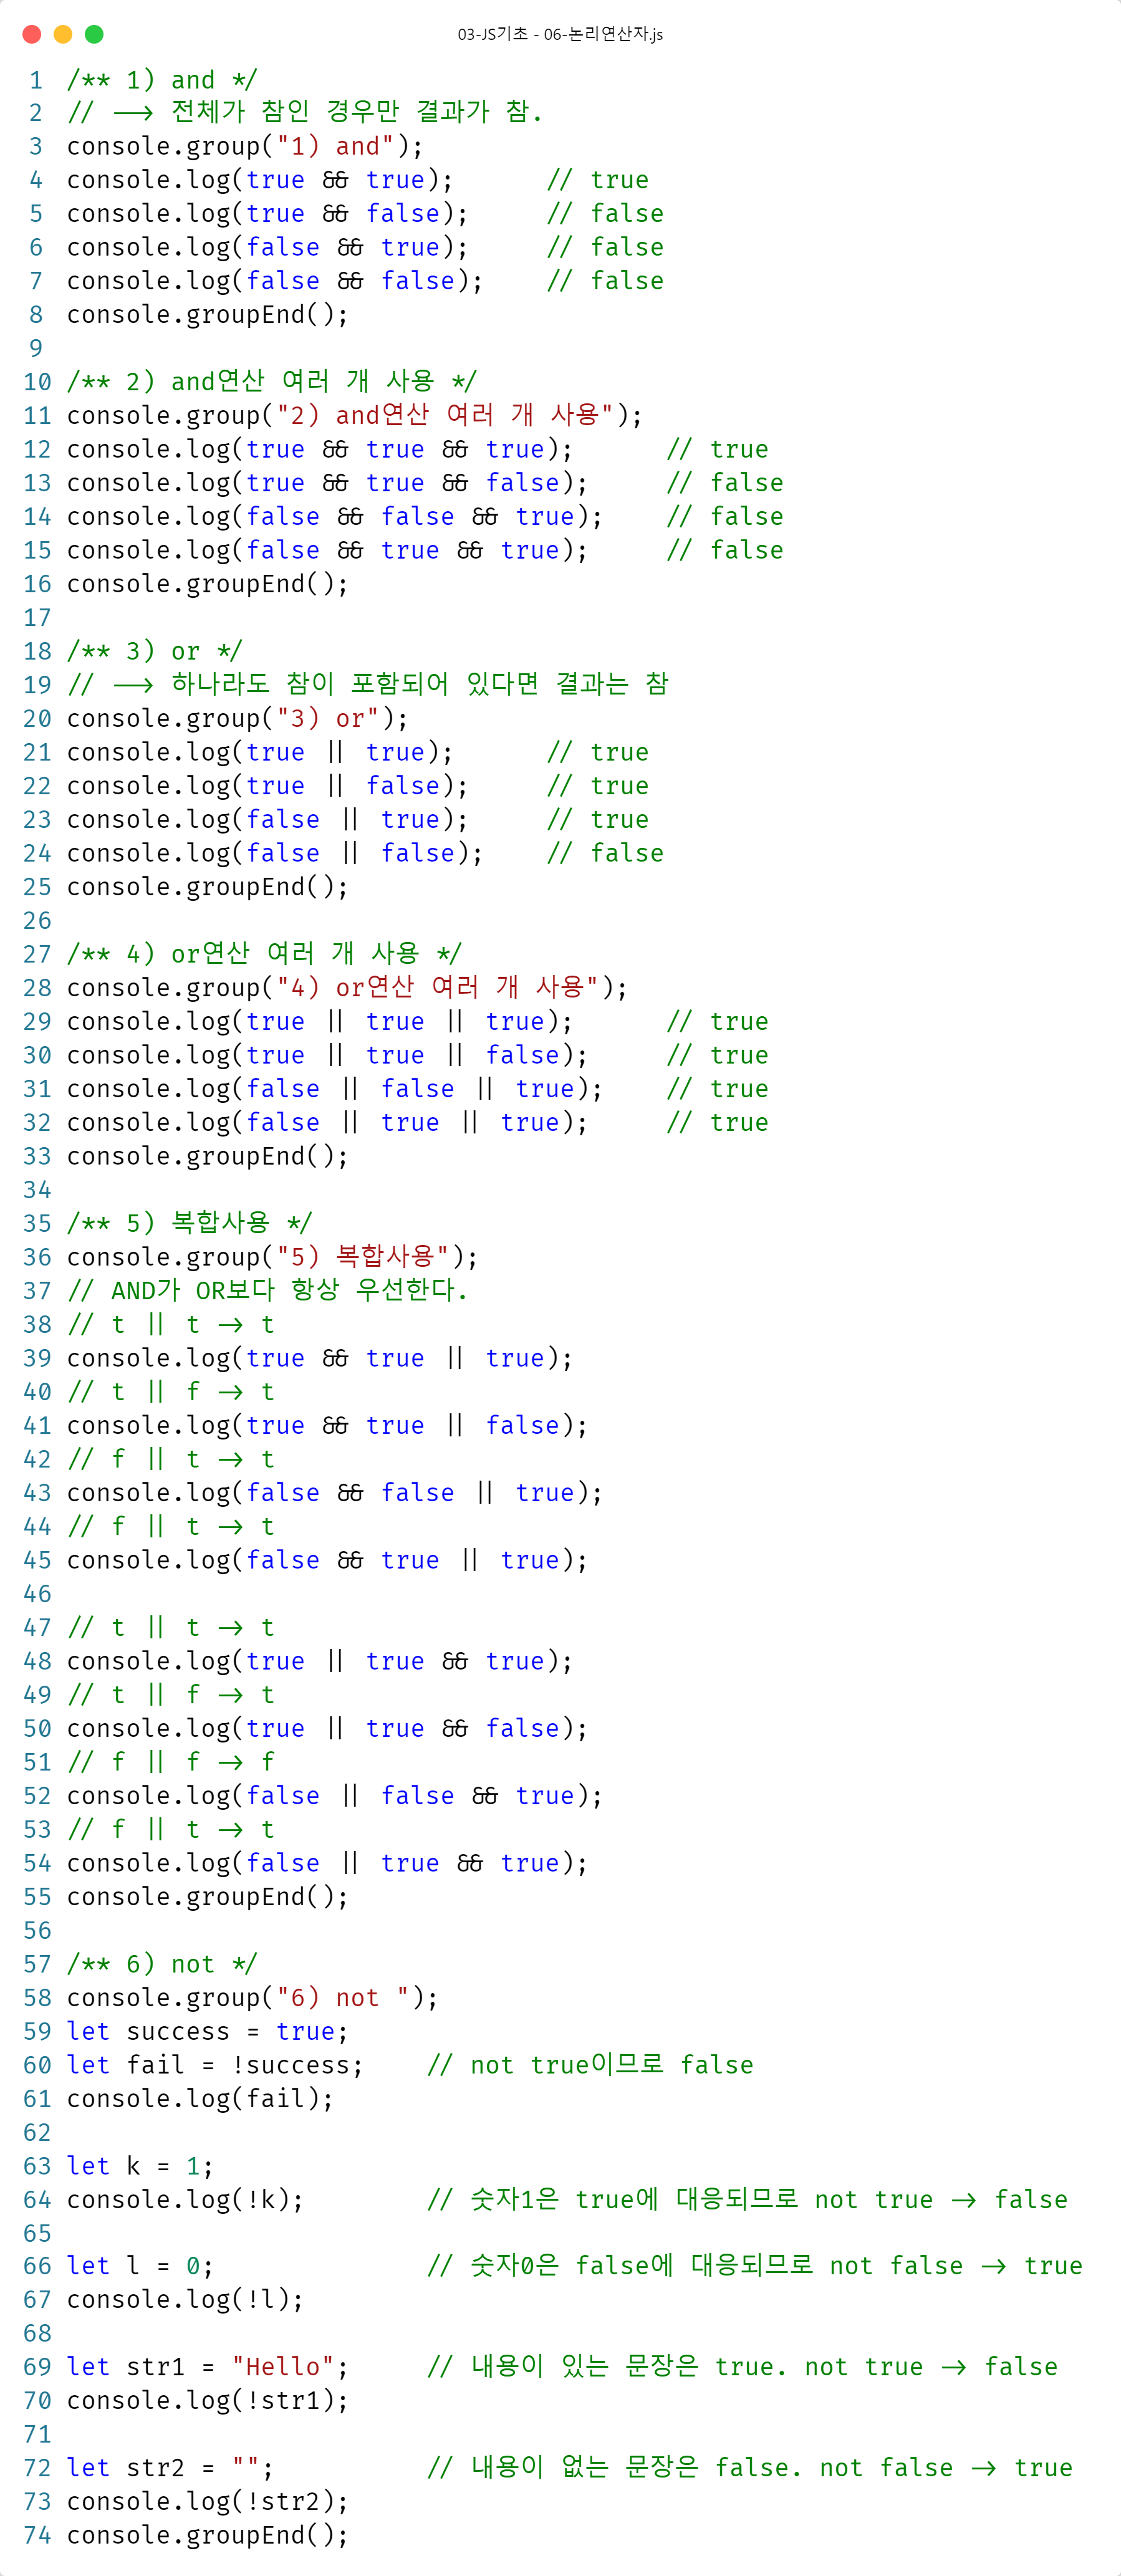 03-JS기초 - 06-논리연산자.js
1 /** 1) and */
2 // --> 전체가 참인 경우만 결과가 참.
3 console.group("1) and");
4 console.log(true && true);      // true
5 console.log(true && false);     // false
6 console.log(false && true);     // false
7 console.log(false && false);    // false
8 console.groupEnd();
9
10 /** 2) and연산 여러 개 사용 */
11 console.group("2) and연산 여러 개 사용");
12 console.log(true && true && true);      // true
13 console.log(true && true && false);     // false
14 console.log(false && false && true);    // false
15 console.log(false && true && true);     // false
16 console.groupEnd();
17
18 /** 3) or */
19 // --> 하나라도 참이 포함되어 있다면 결과는 참
20 console.group("3) or");
21 console.log(true || true);      // true
22 console.log(true || false);     // true
23 console.log(false || true);     // true
24 console.log(false || false);    // false
25 console.groupEnd();
26
27 /** 4) or연산 여러 개 사용 */
28 console.group("4) or연산 여러 개 사용");
29 console.log(true || true || true);      // true
30 console.log(true || true || false);     // true
31 console.log(false || false || true);    // true
32 console.log(false || true || true);     // true
33 console.groupEnd();
34
35 /** 5) 복합사용 */
36 console.group("5) 복합사용");
37 // AND가 OR보다 항상 우선한다.
38 // t || t -> t
39 console.log(true && true || true);
40 // t || f -> t
41 console.log(true && true || false);
42 // f || t -> t
43 console.log(false && false || true);
44 // f || t -> t
45 console.log(false && true || true);
46
47 // t || t -> t
48 console.log(true || true && true);
49 // t || f -> t
50 console.log(true || true && false);
51 // f || f -> f
52 console.log(false || false && true);
53 // f || t -> t
54 console.log(false || true && true);
55 console.groupEnd();
56
57 /** 6) not */
58 console.group("6) not ");
59 let success = true;
60 let fail = !success;    // not true이므로 false
61 console.log(fail);
62
63 let k = 1;
64 console.log(!k);        // 숫자1은 true에 대응되므로 not true -> false
65
66 let l = 0;              // 숫자0은 false에 대응되므로 not false -> true
67 console.log(!l);
68
69 let str1 = "Hello";     // 내용이 있는 문장은 true. not true -> false
70 console.log(!str1);
71
72 let str2 = "";          // 내용이 없는 문장은 false. not false -> true
73 console.log(!str2);
74 console.groupEnd();